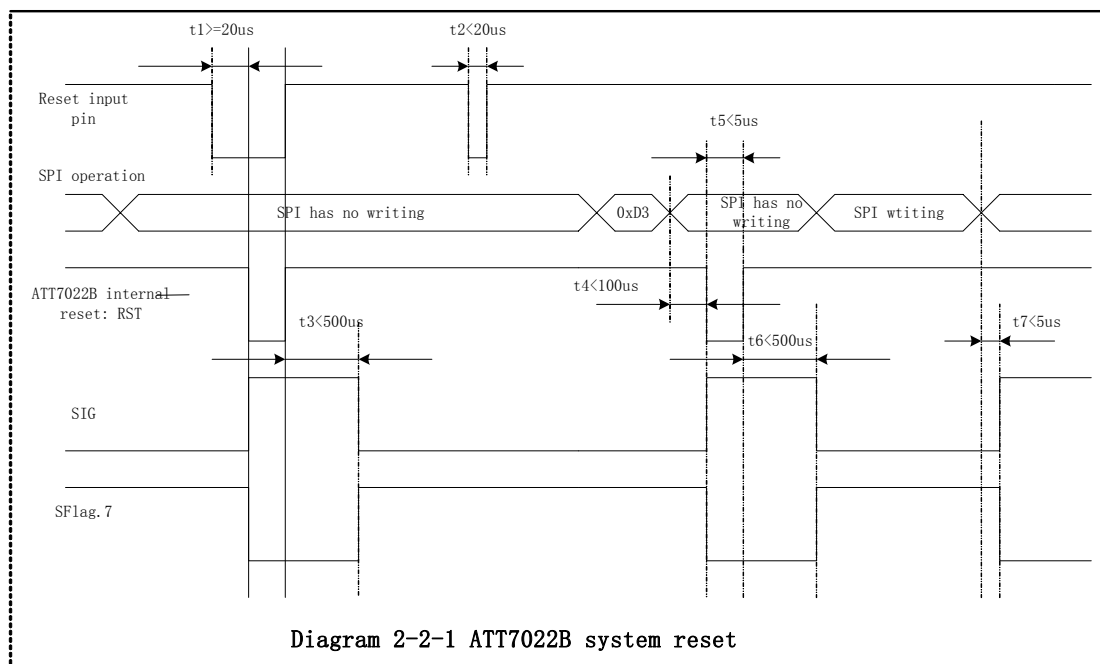 t1>=20us
t2<20us
Reset input
pin
t5<5us
SPI operation
SPI has no writing
0xD3
SPI has no
writing
SPI wtiting
ATT7022B internal
reset: RST
t4<100us
t3<500us
t6<500us
t7<5us
SIG
SFlag.7
Diagram 2-2-1 ATT7022B system reset